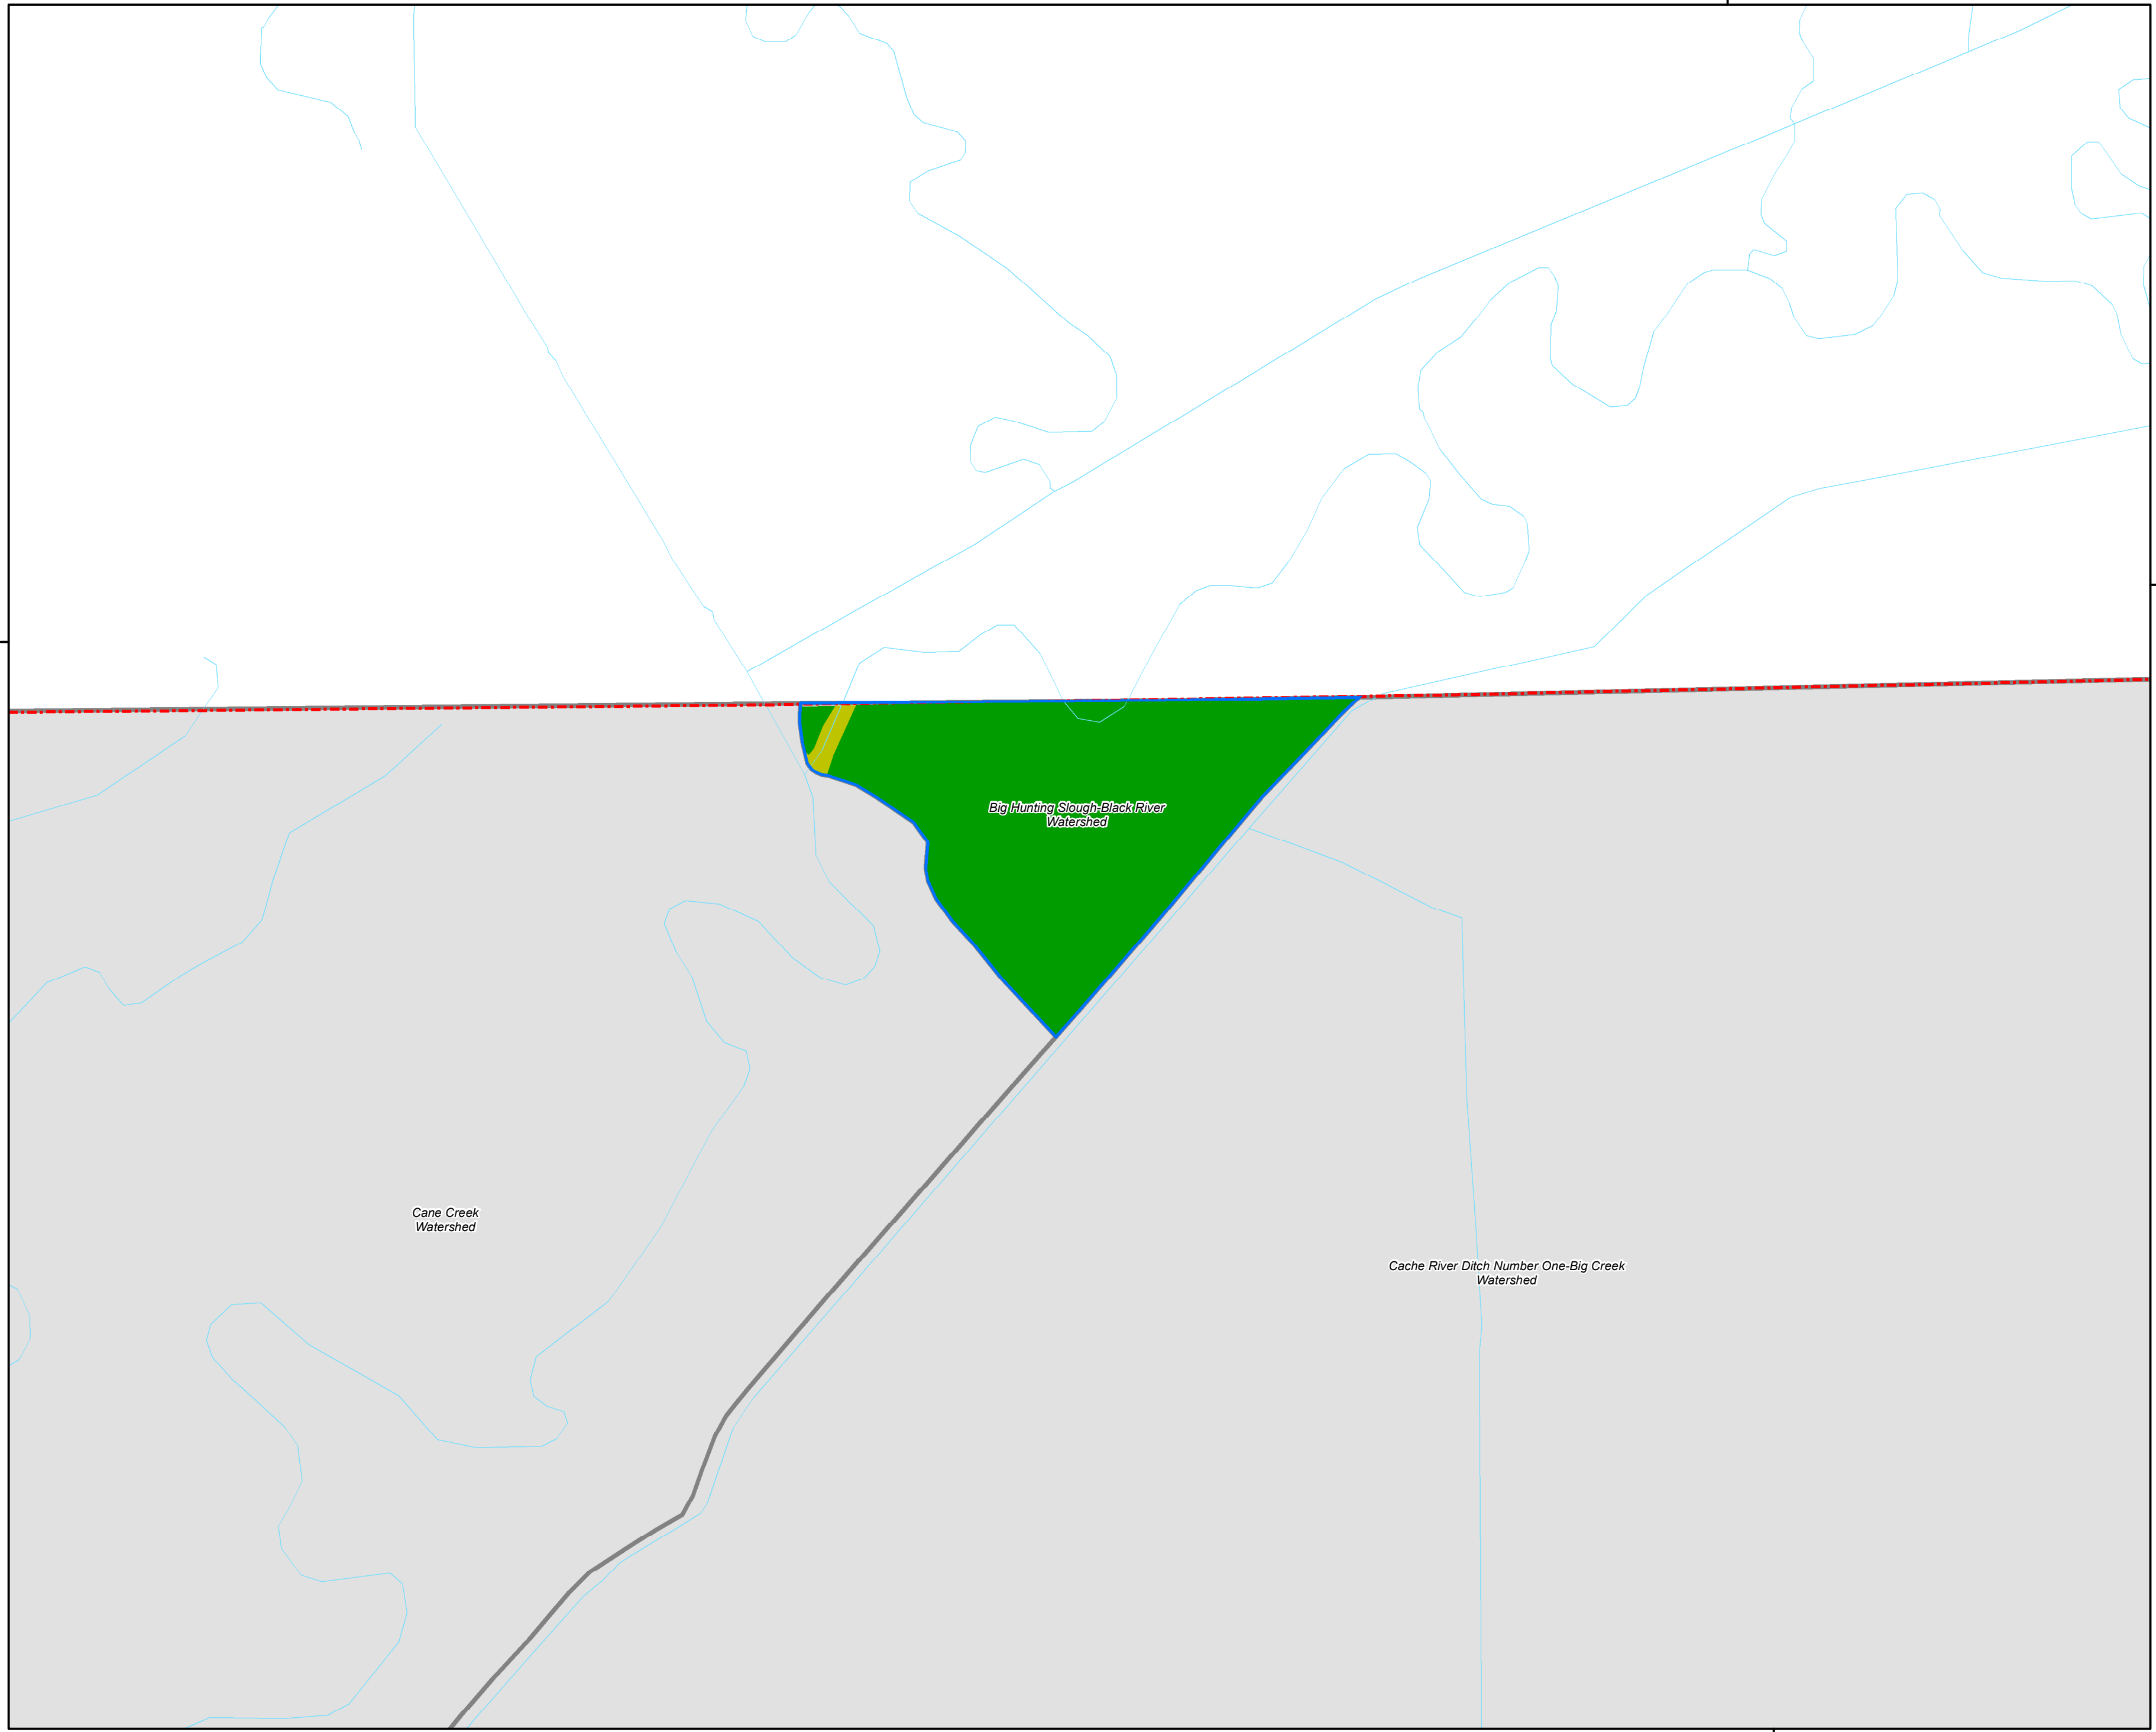 Big Hunting Slough-Black River
Watershed
Cane Creek
Watershed
Cache River Ditch Number One-Big Creek
Watershed